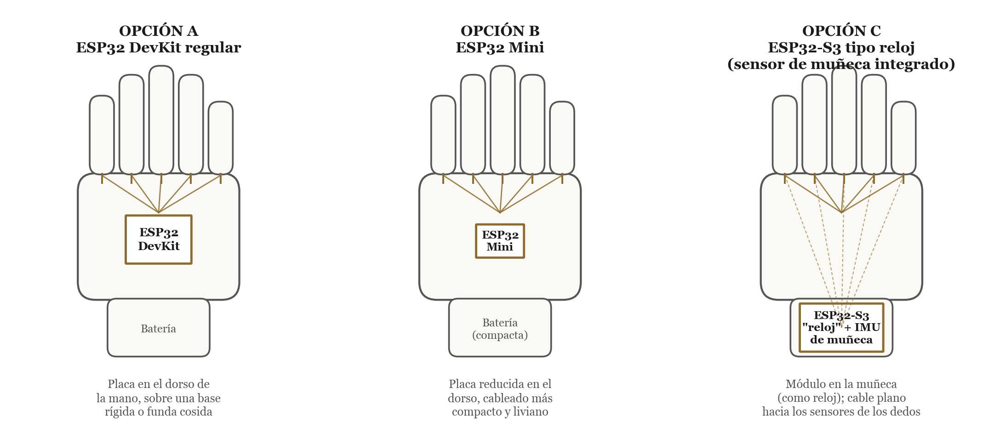 OPCIÓN A
ESP32 DevKit regular
ESP32
DevKit
Batería
Placa en el dorso de
la mano, sobre una base
rígida o funda cosida
OPCIÓN B
ESP32 Mini
ESP32
Mini
Batería
(compacta)
Placa reducida en el
dorso, cableado más
compacto y liviano
OPCIÓN C
ESP32-S3 tipo reloj
(sensor de muñeca integrado)
ESP32-S3
"reloj" + IMU
de muñeca
Módulo en la muñeca
(como reloj); cable plano
hacia los sensores de los dedos